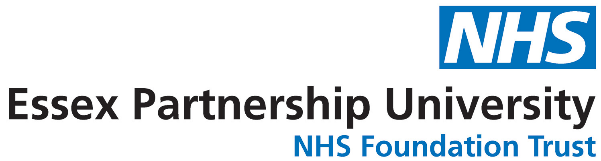 NHS
Essex Partnership University
NHS Foundation Trust